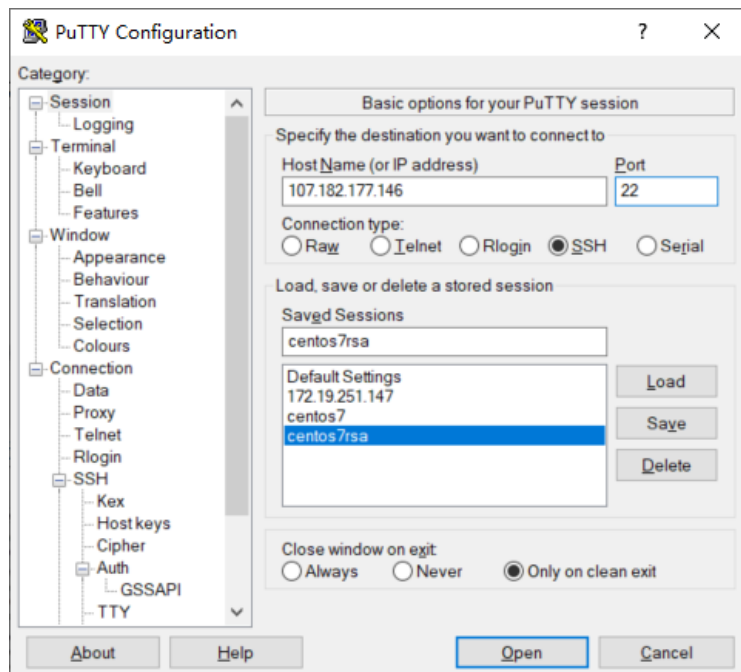 PuTTY Configuration ? ×
Category:
Session
Logging
Terminal
Keyboard
Bell
Features
Window
Appearance
Behaviour
Translation
Selection
Colours
Connection
Data
Proxy
Telnet
Rlogin
SSH
Kex
Host keys
Cipher
Auth
GSSAPI
TTY
Basic options for your PuTTY session
Specify the destination you want to connect to
Host Name (or IP address) Port
107.182.177.146 22
Connection type:
Raw Telnet Rlogin SSH Serial
Load, save or delete a stored session
Saved Sessions
centos7rsa
Default Settings
172.19.251.147
centos7
centos7rsa
Load
Save
Delete
Close window on exit:
Always Never Only on clean exit
About Help Open Cancel